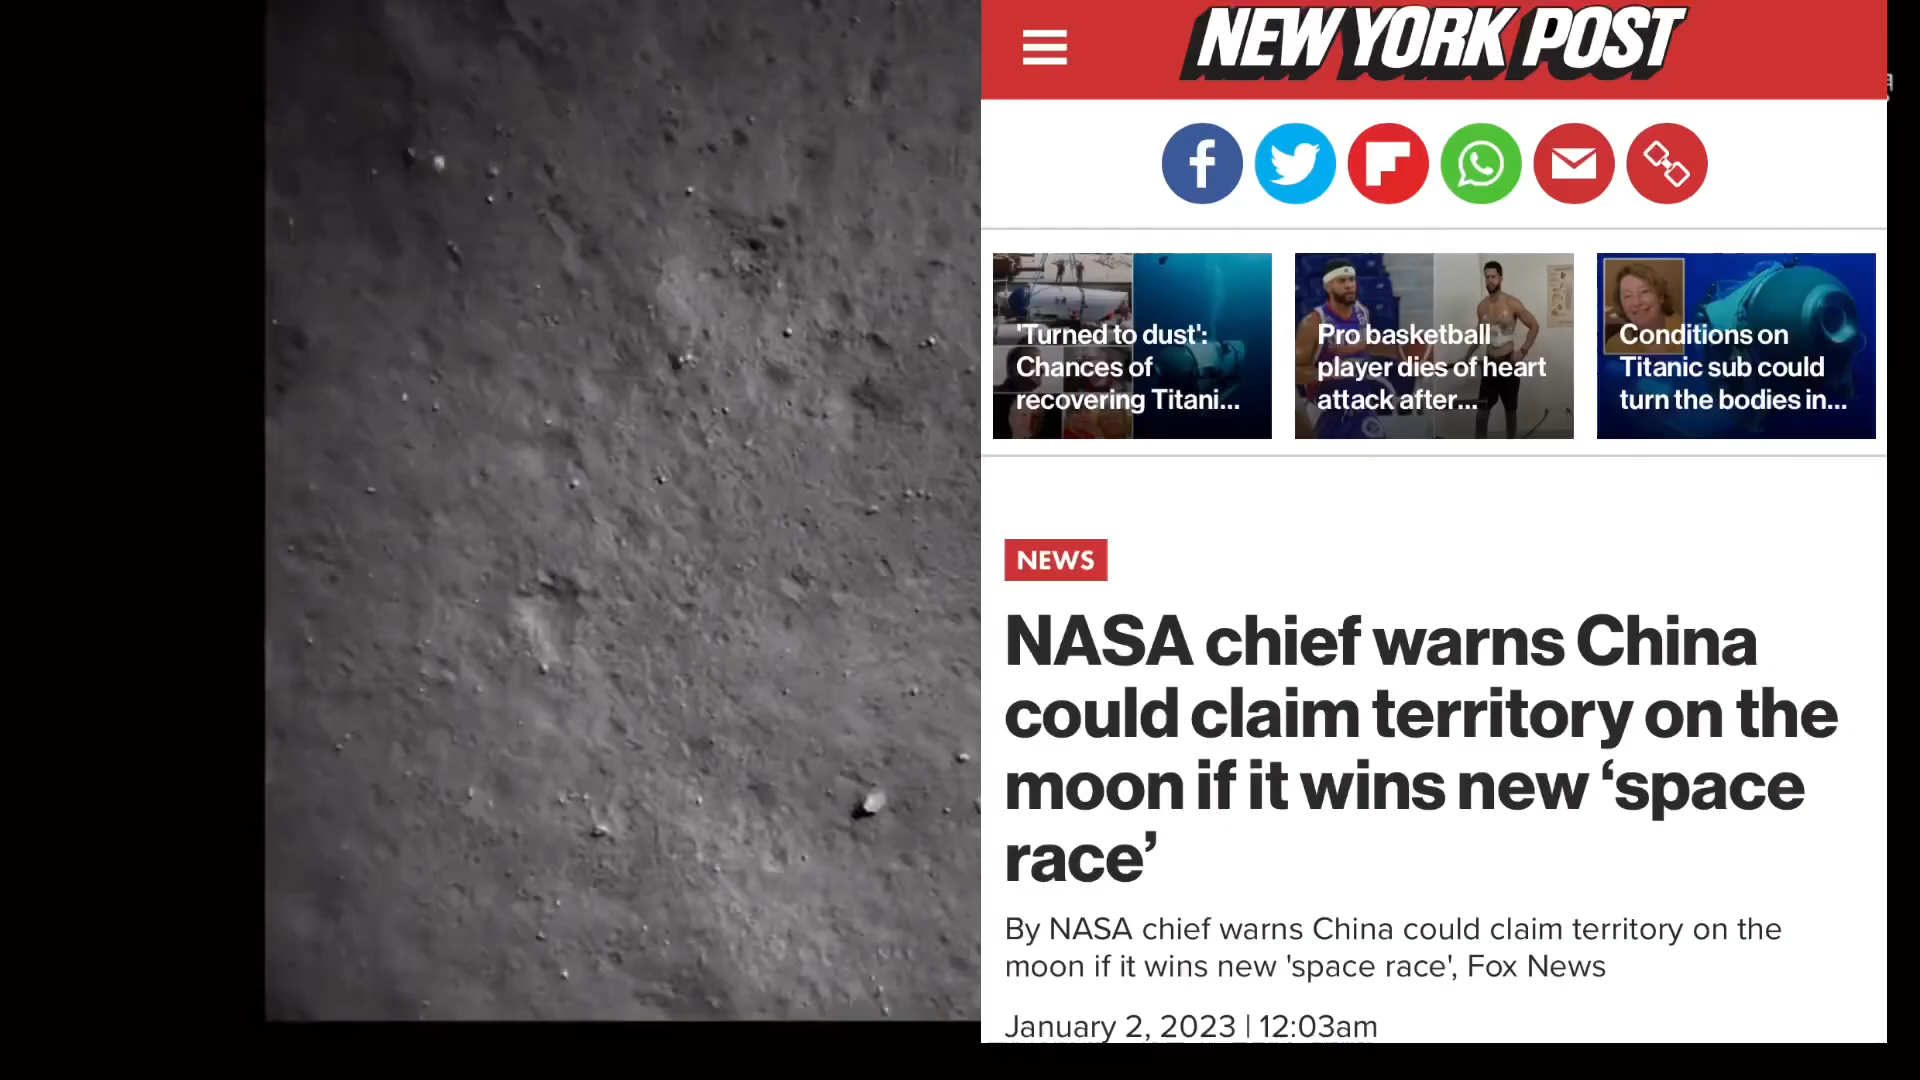 NEW YORK POST
'Turned to dust':
Chances of
recovering Titani...
Pro basketball
player dies of heart
attack after...
Conditions on
Titanic sub could
turn the bodies in...
NEWS
NASA chief warns China
could claim territory on the
moon if it wins new ‘space
race’
By NASA chief warns China could claim territory on the
moon if it wins new 'space race', Fox News
January 2, 2023 | 12:03am